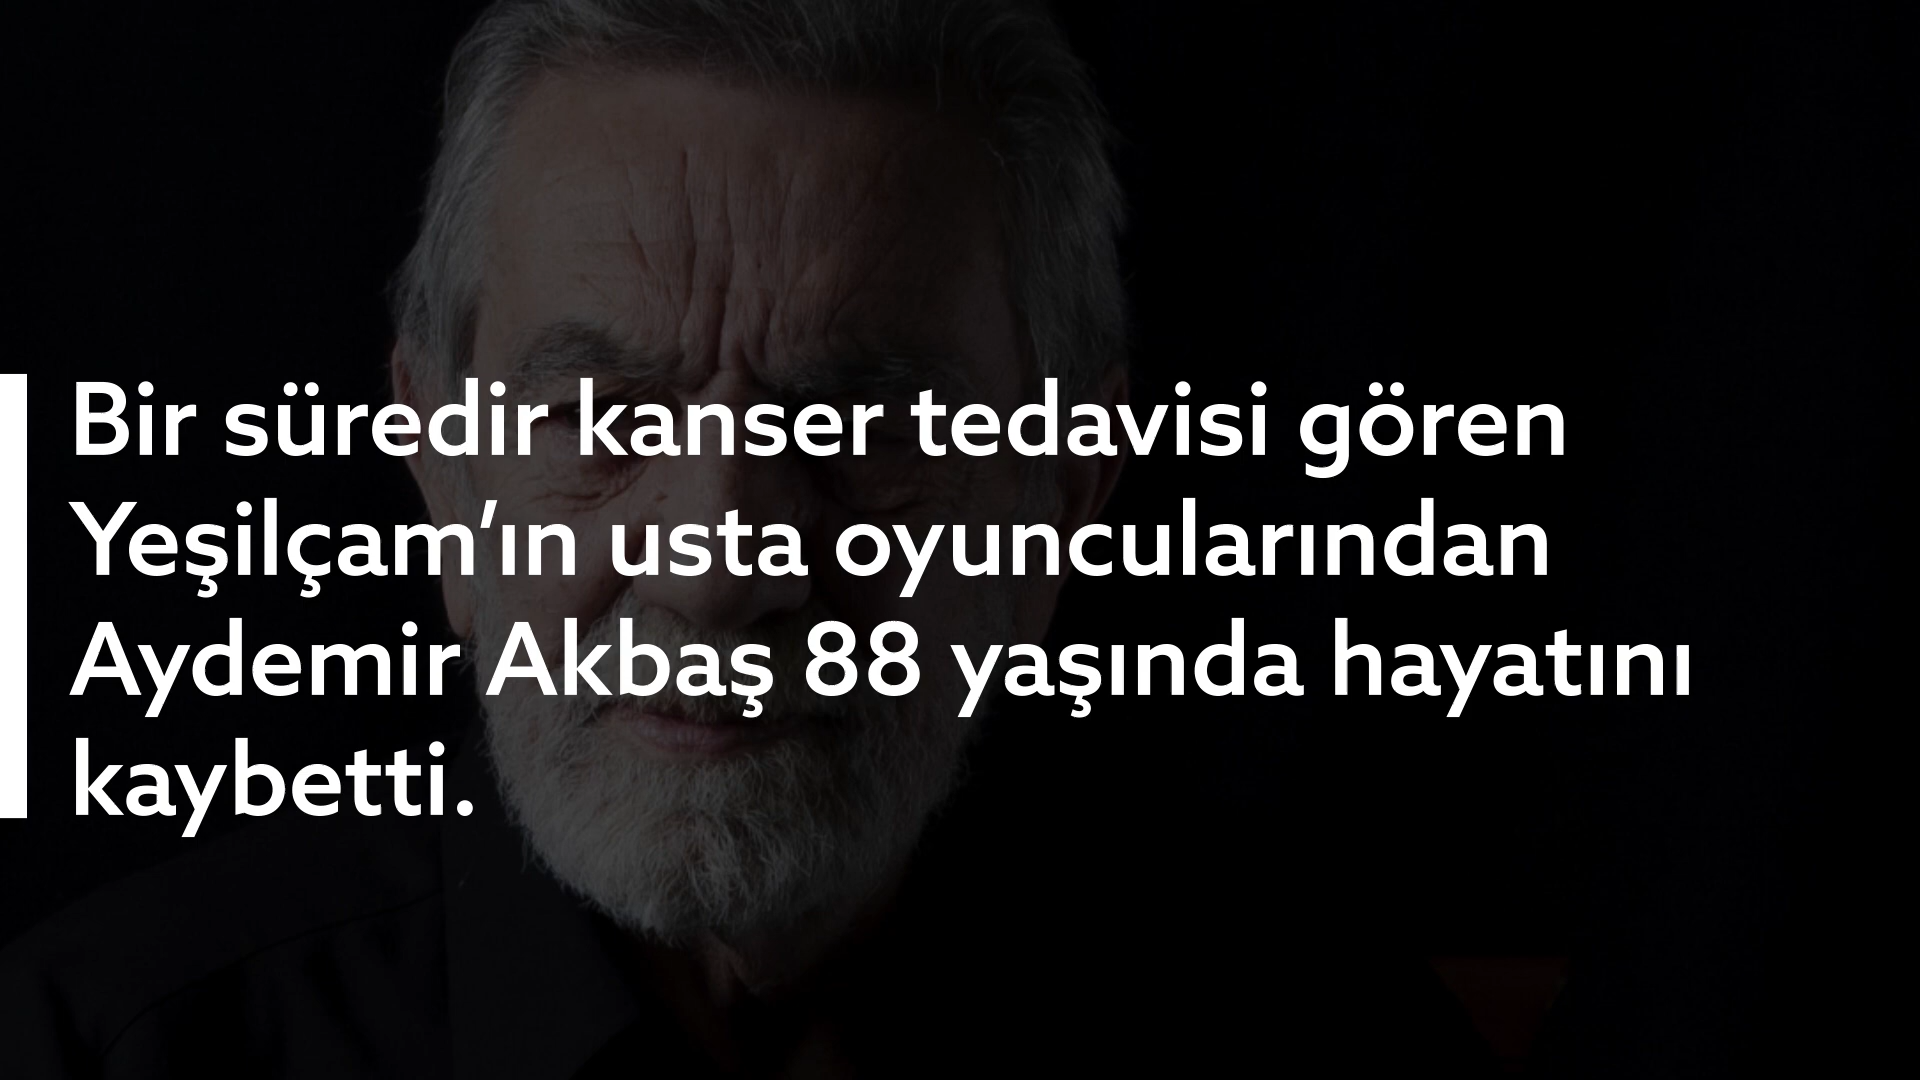 Bir süredir kanser tedavisi gören
Yeşilçam’ın usta oyuncularından
Aydemir Akbaş 88 yaşında hayatını
kaybetti.